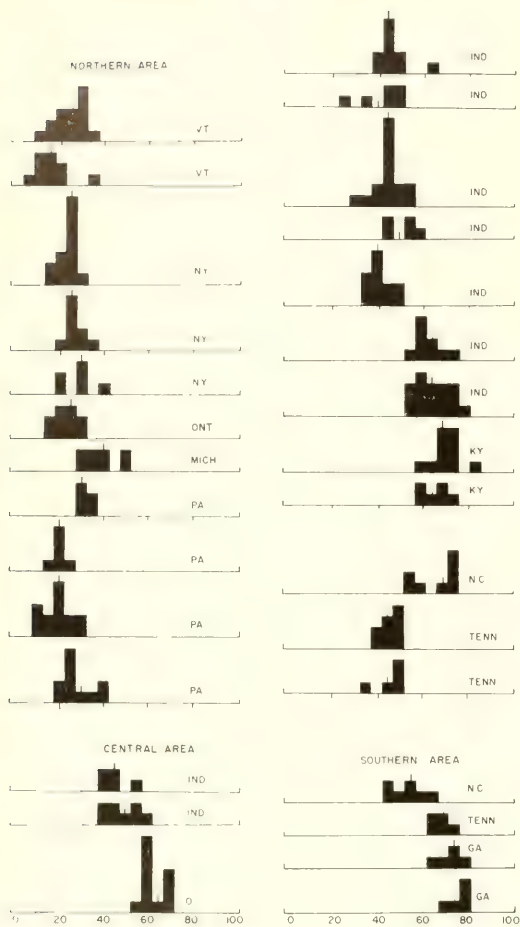 NORTHERN AREA
VT
VT
NY
NY
NY
ONT
MICH
PA
PA
PA
PA
CENTRAL AREA
IND
IND
O
0 20 40 60 80 100
IND
IND
IND
IND
IND
IND
IND
KY
KY
NC
TENN
TENN
SOUTHERN AREA
NC
TENN
GA
GA
0 20 40 60 80 100